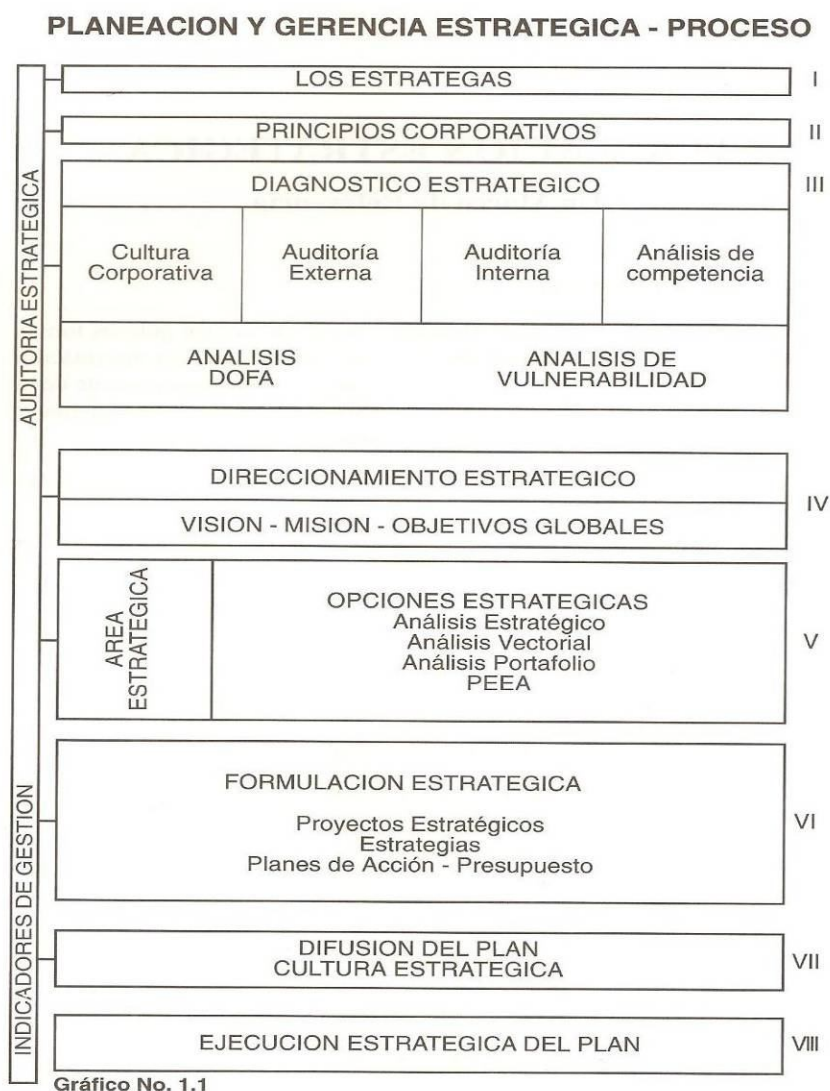 PLANEACION Y GERENCIA ESTRATEGICA - PROCESO
LOS ESTRATEGAS
I
PRINCIPIOS CORPORATIVOS
II
DIAGNOSTICO ESTRATEGICO
III
Cultura
Corporativa
Auditoría
Externa
Auditoría
Interna
Análisis de
competencia
ANALISIS
DOFA
ANALISIS DE
VULNERABILIDAD
AUDITORIA ESTRATEGICA
DIRECCIONAMIENTO ESTRATEGICO
VISION - MISION - OBJETIVOS GLOBALES
IV
AREA
ESTRATEGICA
OPCIONES ESTRATEGICAS
Análisis Estratégico
Análisis Vectorial
Análisis Portafolio
PEEA
V
FORMULACION ESTRATEGICA
Proyectos Estratégicos
Estrategias
Planes de Acción - Presupuesto
VI
INDICADORES DE GESTION
DIFUSION DEL PLAN
CULTURA ESTRATEGICA
VII
EJECUCION ESTRATEGICA DEL PLAN
VIII
Gráfico No. 1.1